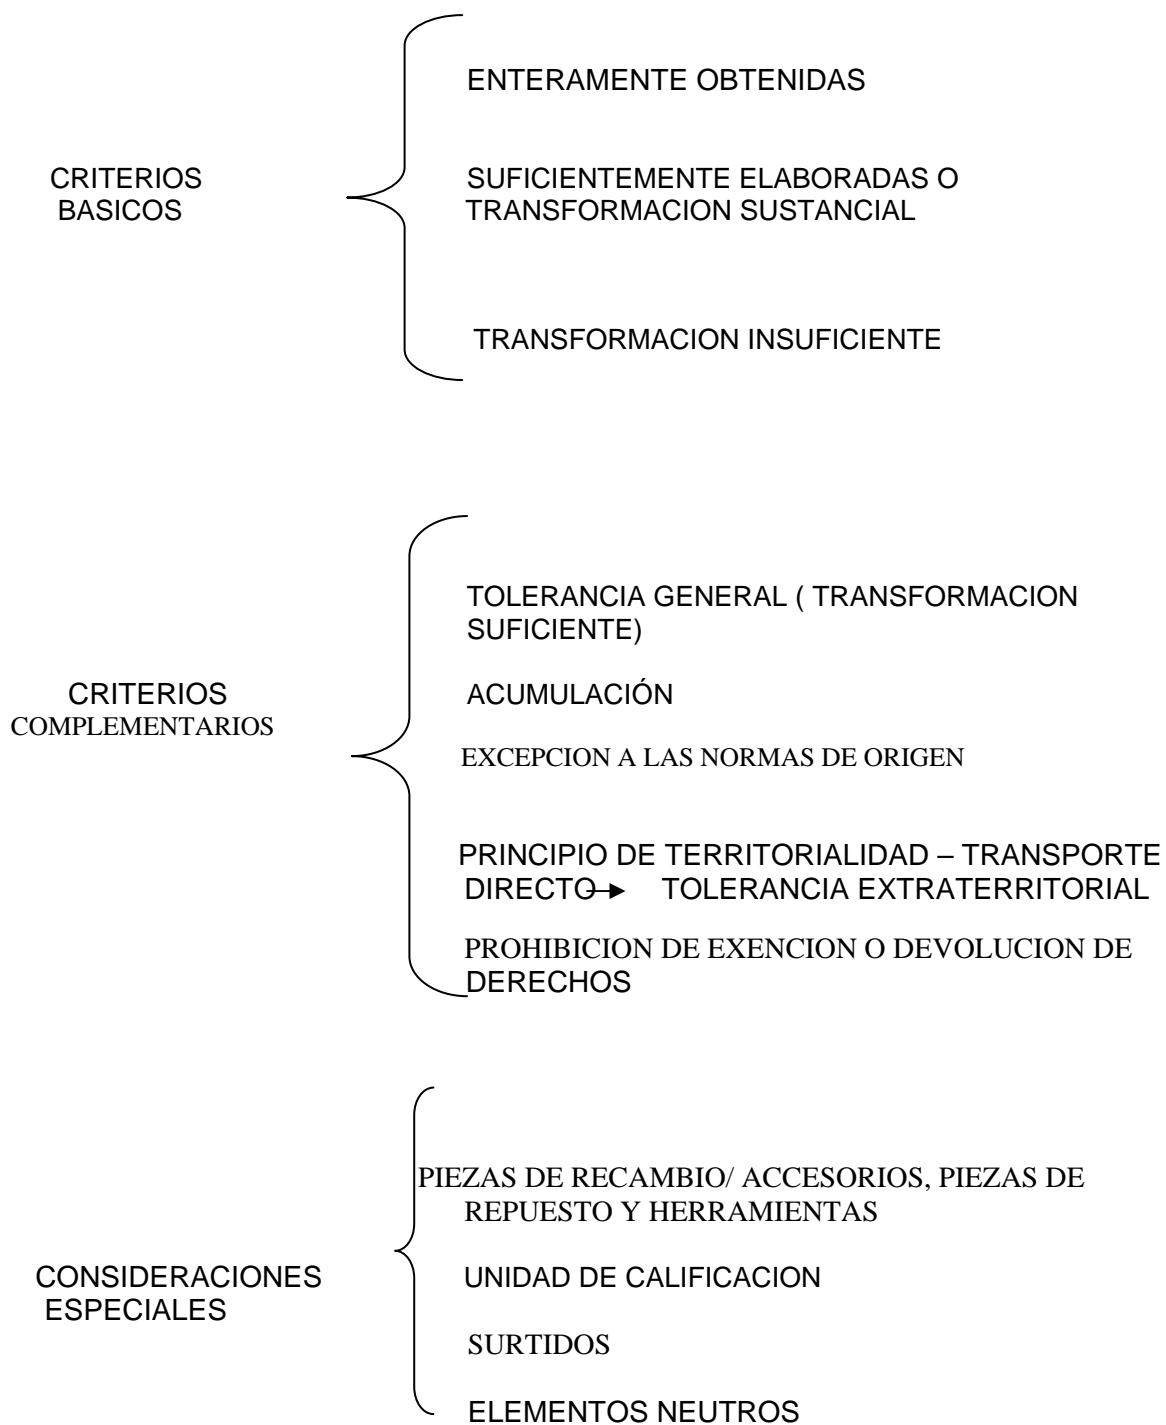 CRITERIOS
BASICOS
ENTERAMENTE OBTENIDAS
SUFICIENTEMENTE ELABORADAS O
TRANSFORMACION SUSTANCIAL
TRANSFORMACION INSUFICIENTE
CRITERIOS
COMPLEMENTARIOS
TOLERANCIA GENERAL ( TRANSFORMACION
SUFICIENTE)
ACUMULACIÓN
EXCEPCION A LAS NORMAS DE ORIGEN
PRINCIPIO DE TERRITORIALIDAD – TRANSPORTE
DIRECTO → TOLERANCIA EXTRATERRITORIAL
PROHIBICION DE EXENCION O DEVOLUCION DE
DERECHOS
CONSIDERACIONES
ESPECIALES
PIEZAS DE RECAMBIO/ ACCESORIOS, PIEZAS DE
REPUESTO Y HERRAMIENTAS
UNIDAD DE CALIFICACION
SURTIDOS
ELEMENTOS NEUTROS